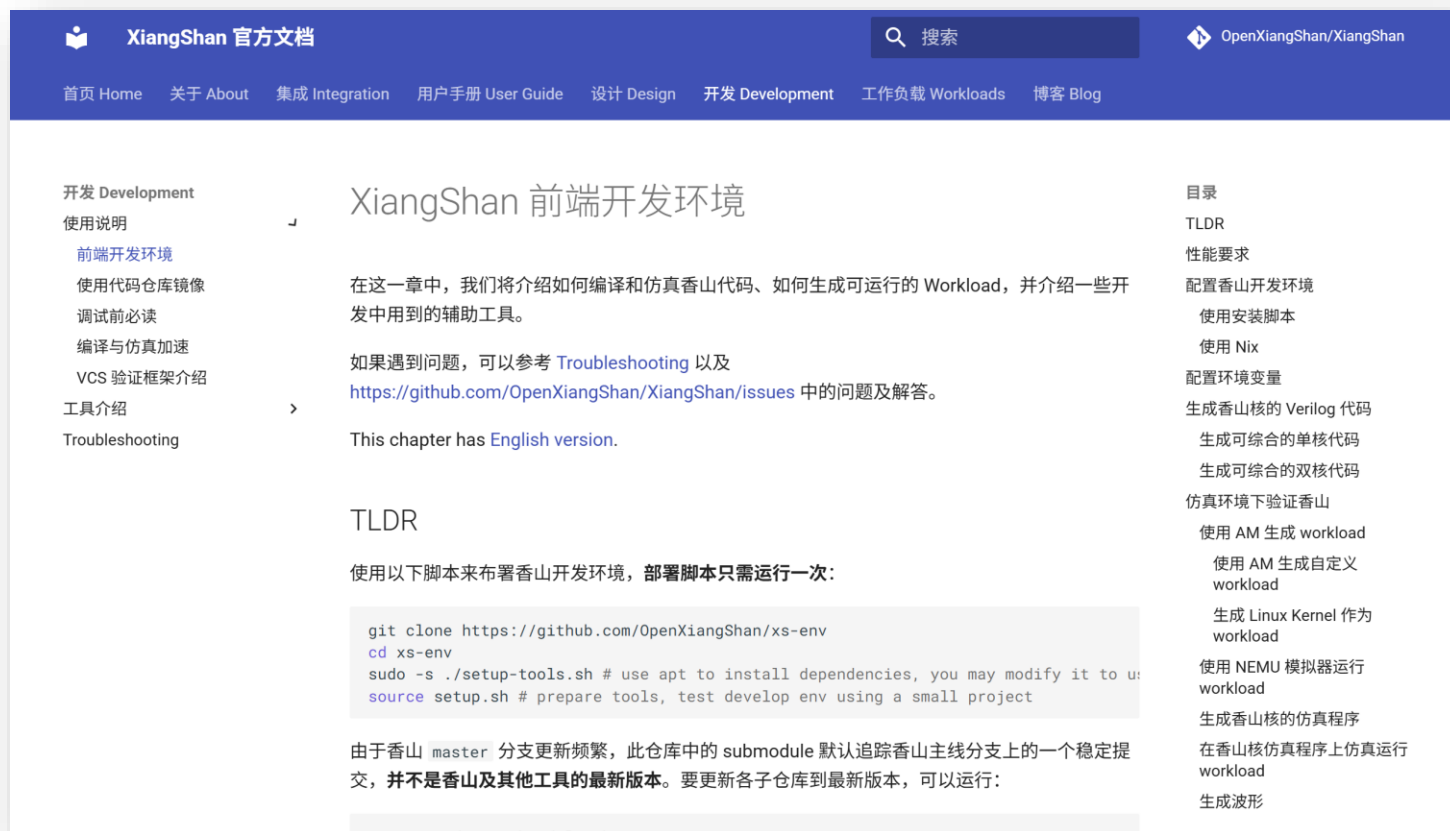 XiangShan 官方文档
搜索
OpenXiangShan/XiangShan
首页 Home
关于 About
集成 Integration
用户手册 User Guide
设计 Design
开发 Development
工作负载 Workloads
博客 Blog
开发 Development
使用说明
前端开发环境
使用代码仓库镜像
调试前必读
编译与仿真加速
VCS 验证框架介绍
工具介绍
Troubleshooting
XiangShan 前端开发环境
在这一章中，我们将介绍如何编译和仿真香山代码、如何生成可运行的 Workload，并介绍一些开
发中用到的辅助工具。
如果遇到问题，可以参考 Troubleshooting 以及
https://github.com/OpenXiangShan/XiangShan/issues 中的问题及解答。
This chapter has English version.
TLDR
使用以下脚本来布署香山开发环境，部署脚本只需运行一次：
git clone https://github.com/OpenXiangShan/xs-env
cd xs-env
sudo -s ./setup-tools.sh # use apt to install dependencies, you may modify it to
source setup.sh # prepare tools, test develop env using a small project
由于香山 master 分支更新频繁，此仓库中的 submodule 默认追踪香山主线分支上的一个稳定提
交，并不是香山及其他工具的最新版本。要更新各子仓库到最新版本，可以运行：
目录
TLDR
性能要求
配置香山开发环境
使用安装脚本
使用 Nix
配置环境变量
生成香山核的 Verilog 代码
生成可综合的单核代码
生成可综合的双核代码
仿真环境下验证香山
使用 AM 生成 workload
使用 AM 生成自定义
workload
生成 Linux Kernel 作为
workload
使用 NEMU 模拟器运行
workload
生成香山核的仿真程序
在香山核仿真程序上仿真运行
workload
生成波形